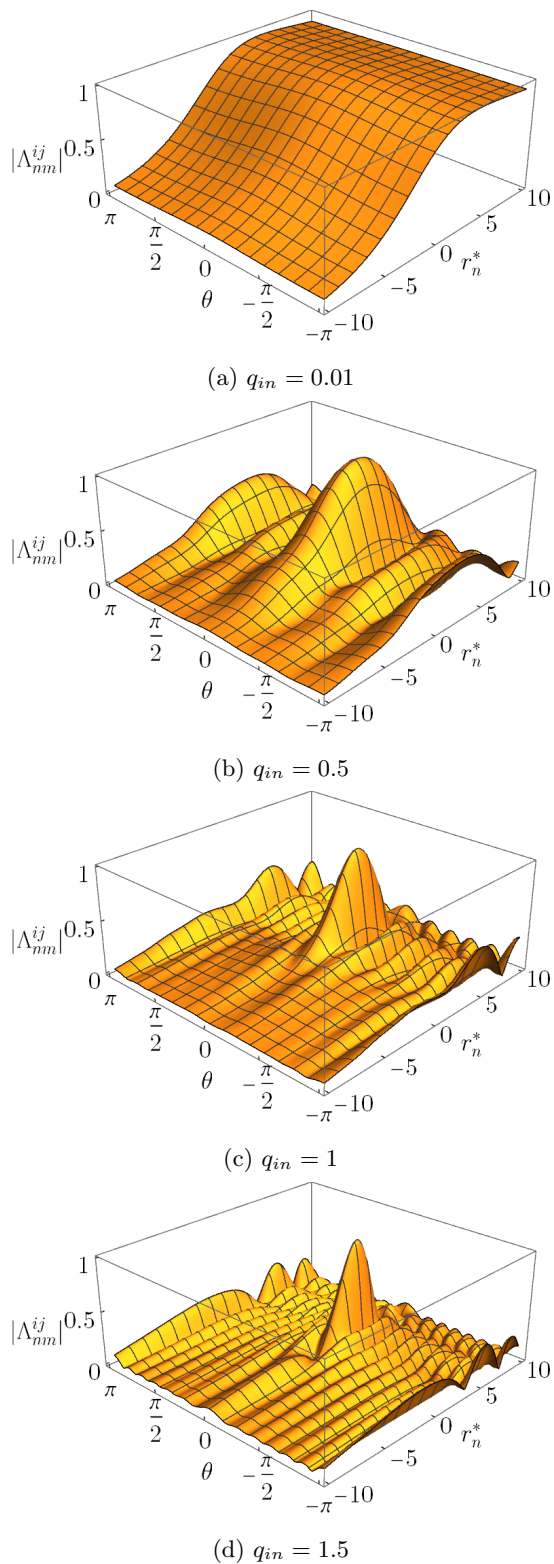 1
0.5
|Λ^{ij}_{nm}|
0
π
π/2
0
θ
-π/2
-π
-10
-5
0
5
10
r*_n
(a) q_{in} = 0.01
1
0.5
|Λ^{ij}_{nm}|
0
π
π/2
0
θ
-π/2
-π
-10
-5
0
5
10
r*_n
(b) q_{in} = 0.5
1
0.5
|Λ^{ij}_{nm}|
0
π
π/2
0
θ
-π/2
-π
-10
-5
0
5
10
r*_n
(c) q_{in} = 1
1
0.5
|Λ^{ij}_{nm}|
0
π
π/2
0
θ
-π/2
-π
-10
-5
0
5
10
r*_n
(d) q_{in} = 1.5